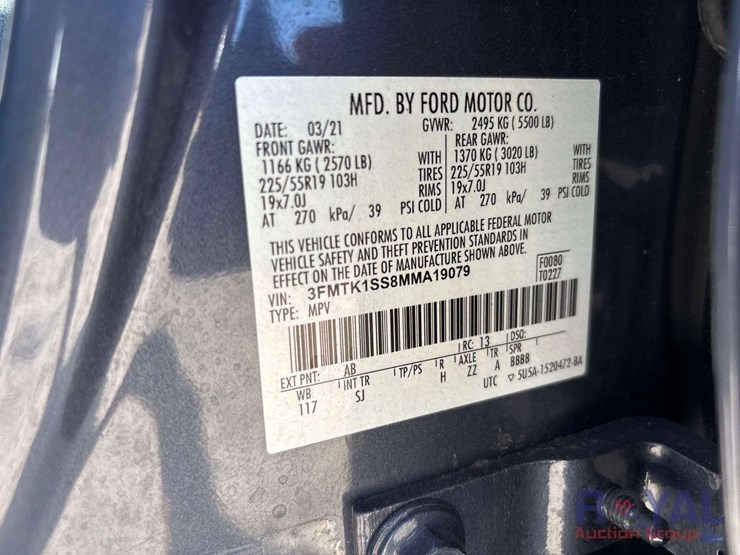 MFD. BY FORD MOTOR CO.
DATE: 03/21 GVWR: 2495 KG ( 5500 LB)
FRONT GAWR: REAR GAWR:
1166 KG ( 2570 LB) WITH 1370 KG ( 3020 LB) WITH
225/55R19 103H TIRES 225/55R19 103H TIRES
19x7.0J RIMS 19x7.0J RIMS
AT 270 kPa/ 39 PSI COLD AT 270 kPa/ 39 PSI COLD
THIS VEHICLE CONFORMS TO ALL APPLICABLE FEDERAL MOTOR
VEHICLE SAFETY AND THEFT PREVENTION STANDARDS IN
EFFECT ON THE DATE OF MANUFACTURE SHOWN ABOVE.
VIN: 3FMTK1SS8MMA19079
TYPE: MPV
F0080
T0227
EXT PNT: AB RC: 13 DSO:
WB INT TR TP/PS R AXLE TR SPR
117 SJ H ZZ A BBBB
UTC ▽ 5U5A-1520472-BA
ROYAL
Auction Group